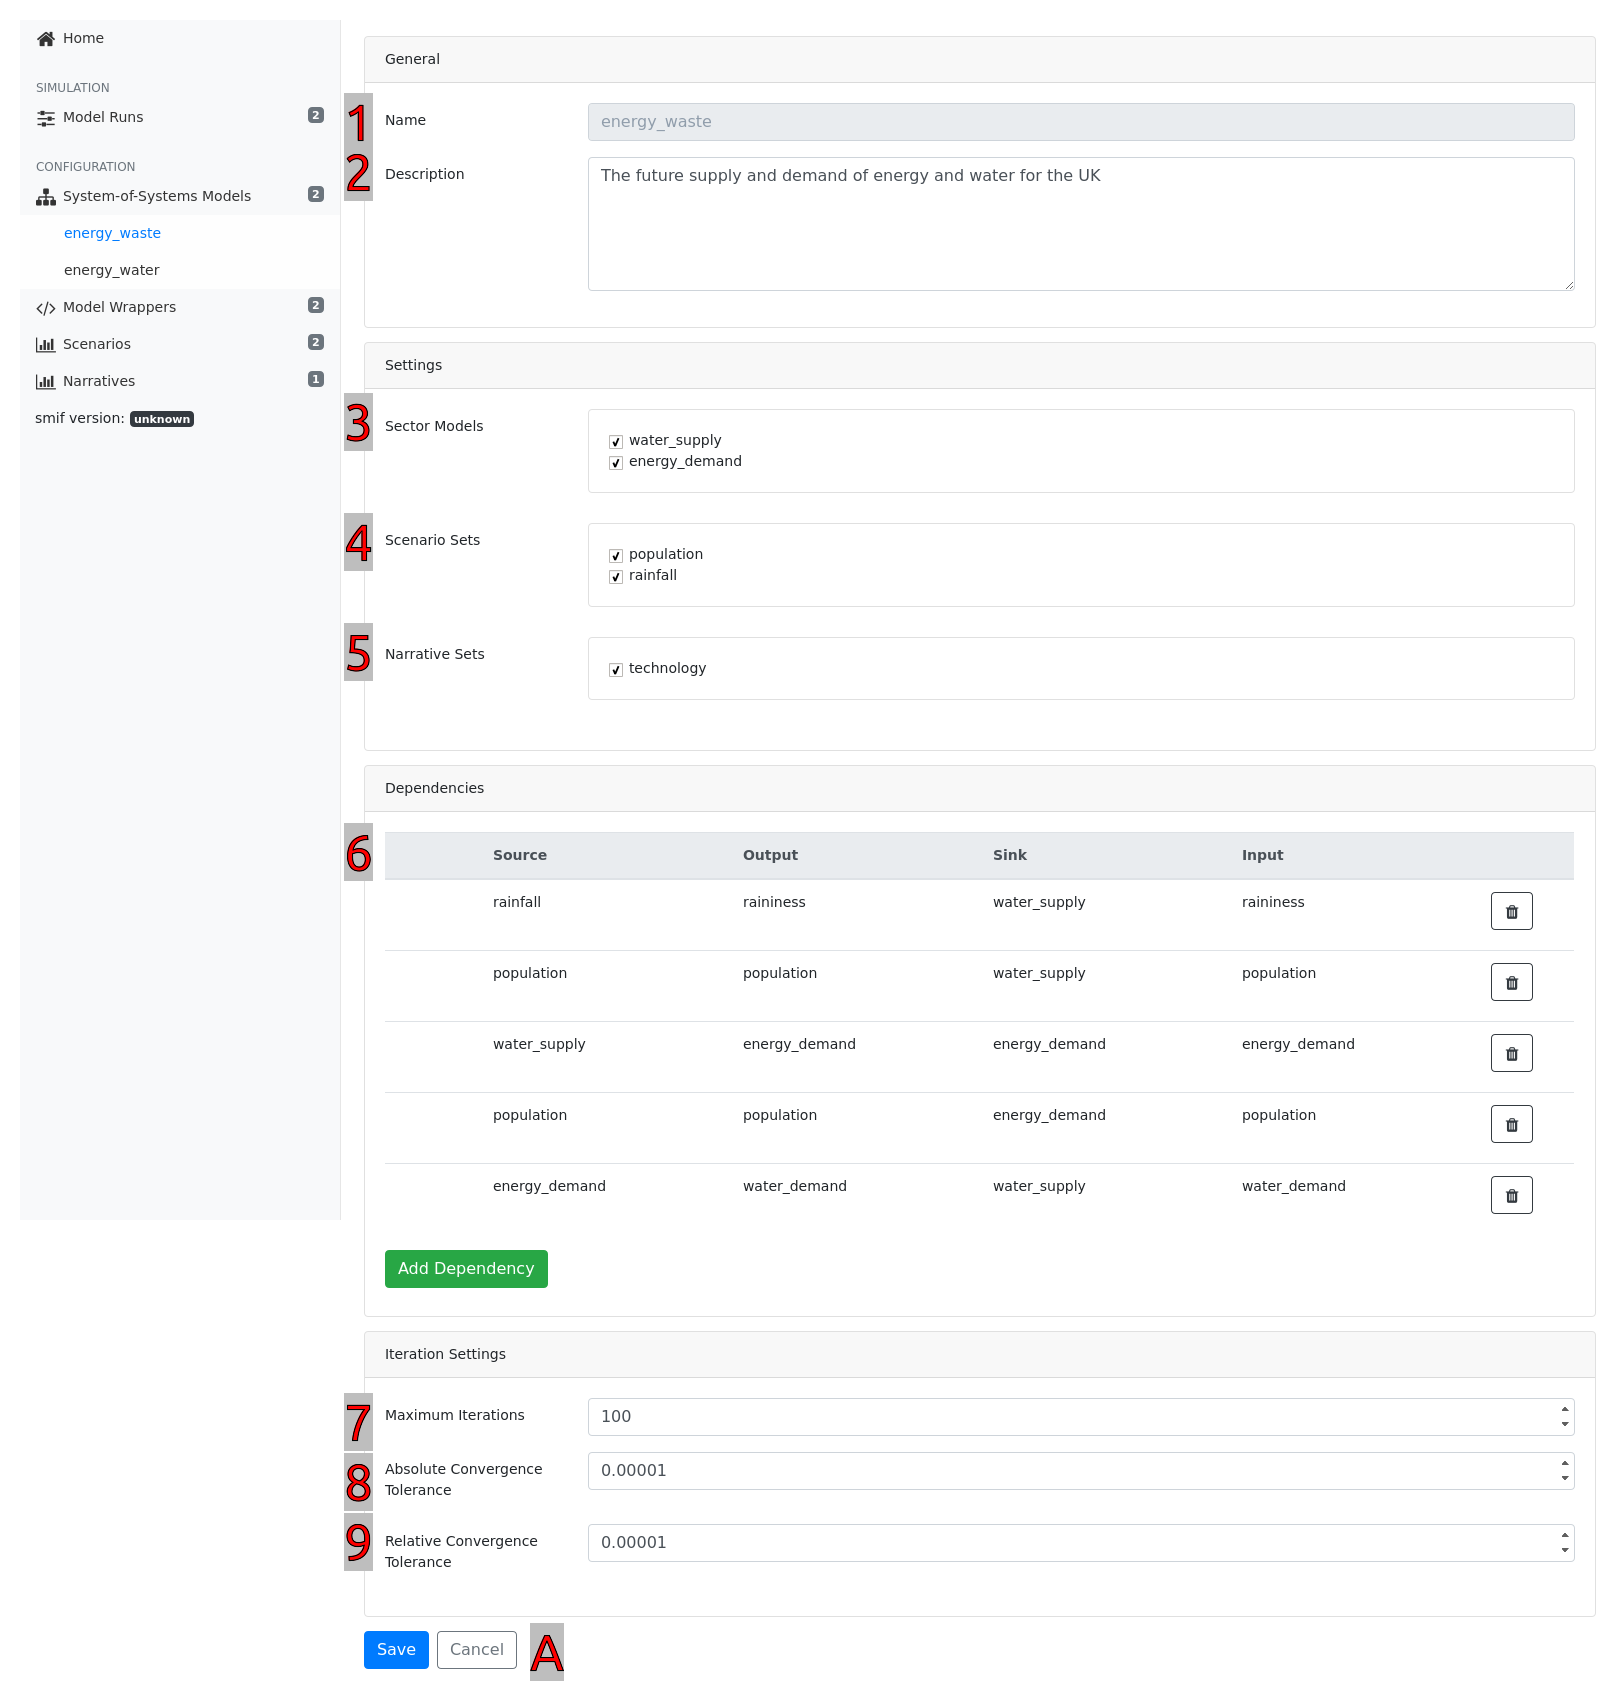 Home
SIMULATION
Model Runs 2
CONFIGURATION
System-of-Systems Models 2
energy_waste
energy_water
Model Wrappers 2
Scenarios 2
Narratives 1
smif version: unknown
General
1 Name energy_waste
2 Description The future supply and demand of energy and water for the UK
Settings
3 Sector Models water_supply
energy_demand
4 Scenario Sets population
rainfall
5 Narrative Sets technology
Dependencies
6 Source Output Sink Input
rainfall raininess water_supply raininess
population population water_supply population
water_supply energy_demand energy_demand energy_demand
population population energy_demand population
energy_demand water_demand water_supply water_demand
Add Dependency
Iteration Settings
7 Maximum Iterations 100
8 Absolute Convergence Tolerance 0.00001
9 Relative Convergence Tolerance 0.00001
Save Cancel A